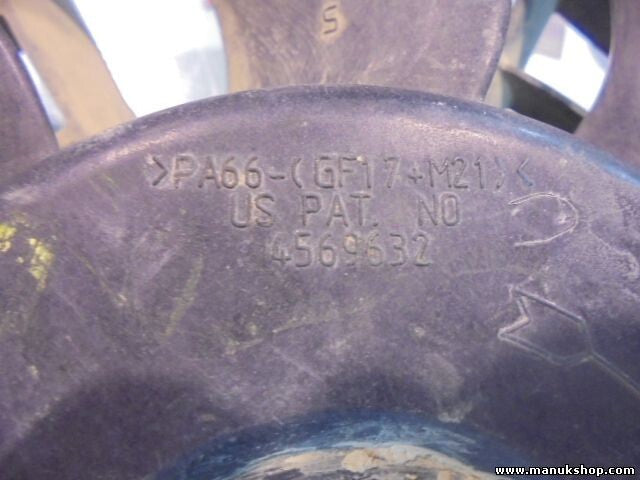 S
>PA66-(GF17+M21)<
US PAT. NO
4569632
www.manukshop.com